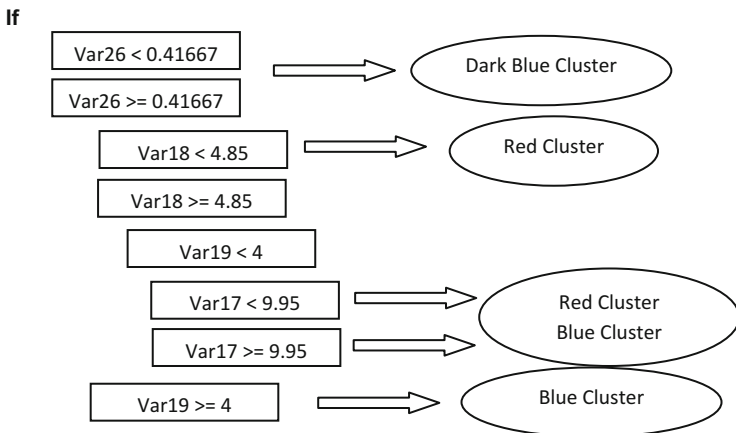 If
Var26 < 0.41667
Dark Blue Cluster
Var26 >= 0.41667
Var18 < 4.85
Red Cluster
Var18 >= 4.85
Var19 < 4
Var17 < 9.95
Red Cluster
Blue Cluster
Var17 >= 9.95
Var19 >= 4
Blue Cluster